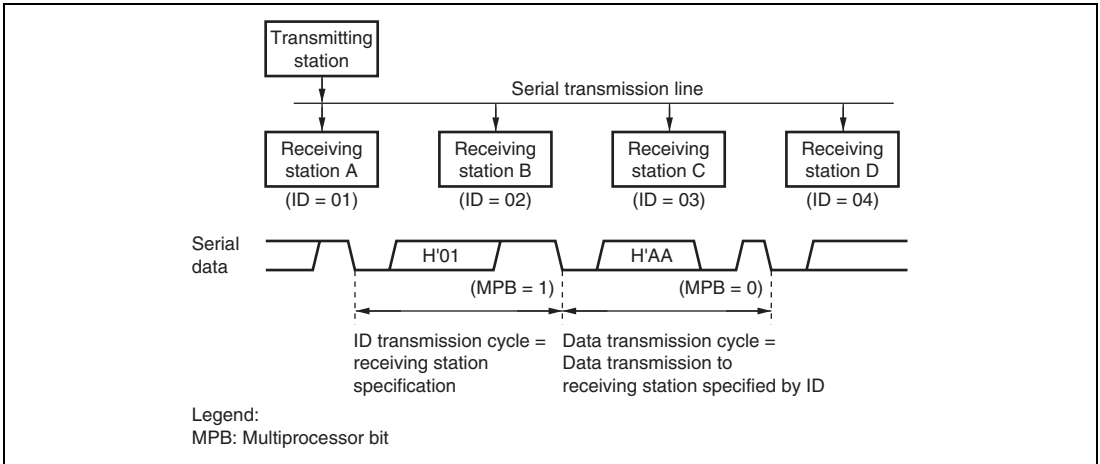 Transmitting
station
Serial transmission line
Receiving
station A
Receiving
station B
Receiving
station C
Receiving
station D
(ID = 01)
(ID = 02)
(ID = 03)
(ID = 04)
Serial
data
H'01
H'AA
(MPB = 1)
(MPB = 0)
ID transmission cycle =
receiving station
specification
Data transmission cycle =
Data transmission to
receiving station specified by ID
Legend:
MPB: Multiprocessor bit